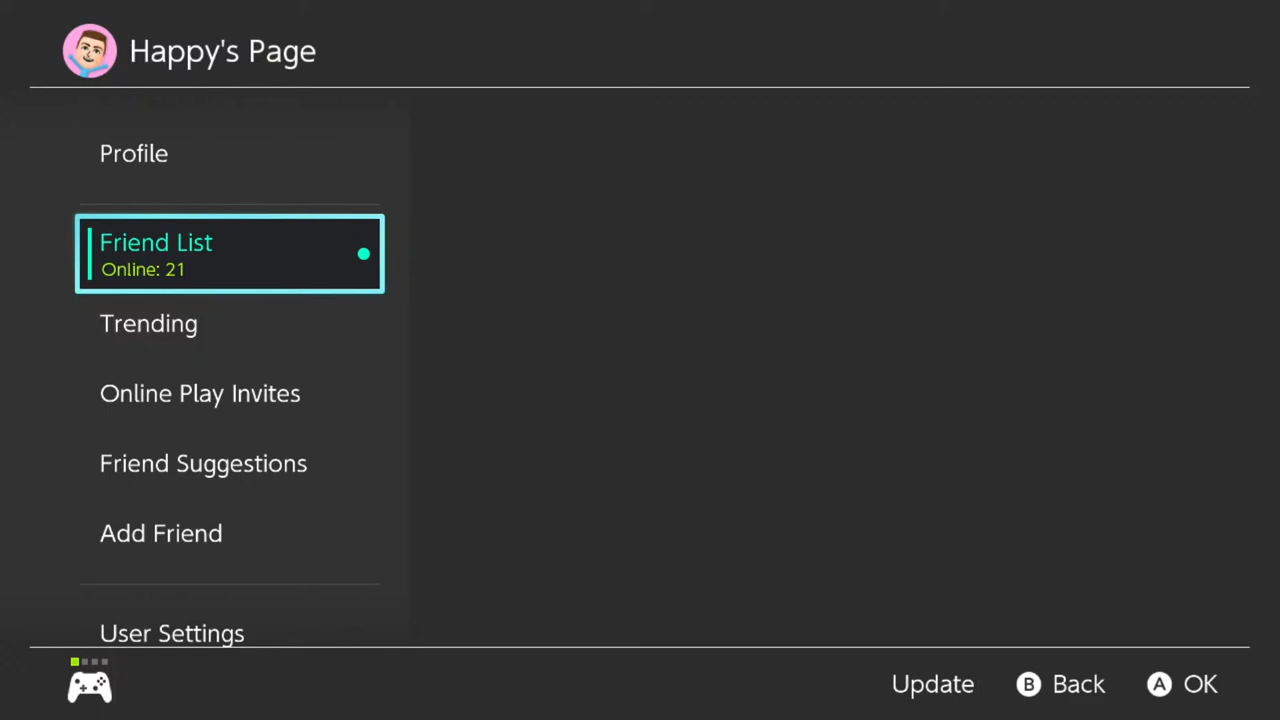 Happy's Page
Profile
Friend List
Online: 21
Trending
Online Play Invites
Friend Suggestions
Add Friend
User Settings
Update B Back A OK